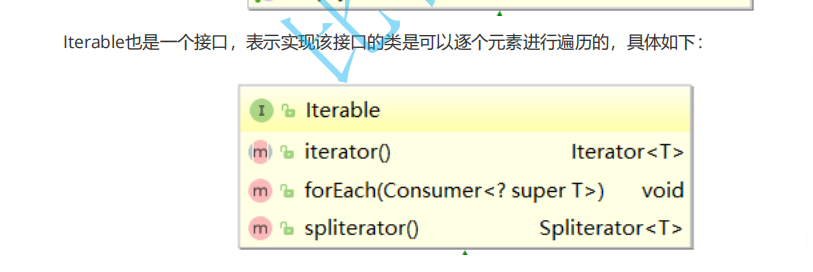 Iterable也是一个接口，表示实现该接口的类是可以逐个元素进行遍历的，具体如下：
I Iterable
m iterator() Iterator<T>
m forEach(Consumer<? super T>) void
m spliterator() Spliterator<T>